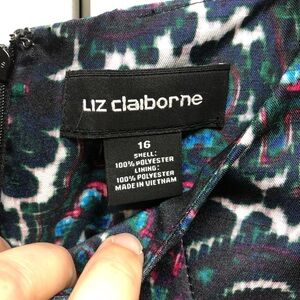 LIZ claiborne
16
SHELL:
100% POLYESTER
LINING:
100% POLYESTER
MADE IN VIETNAM